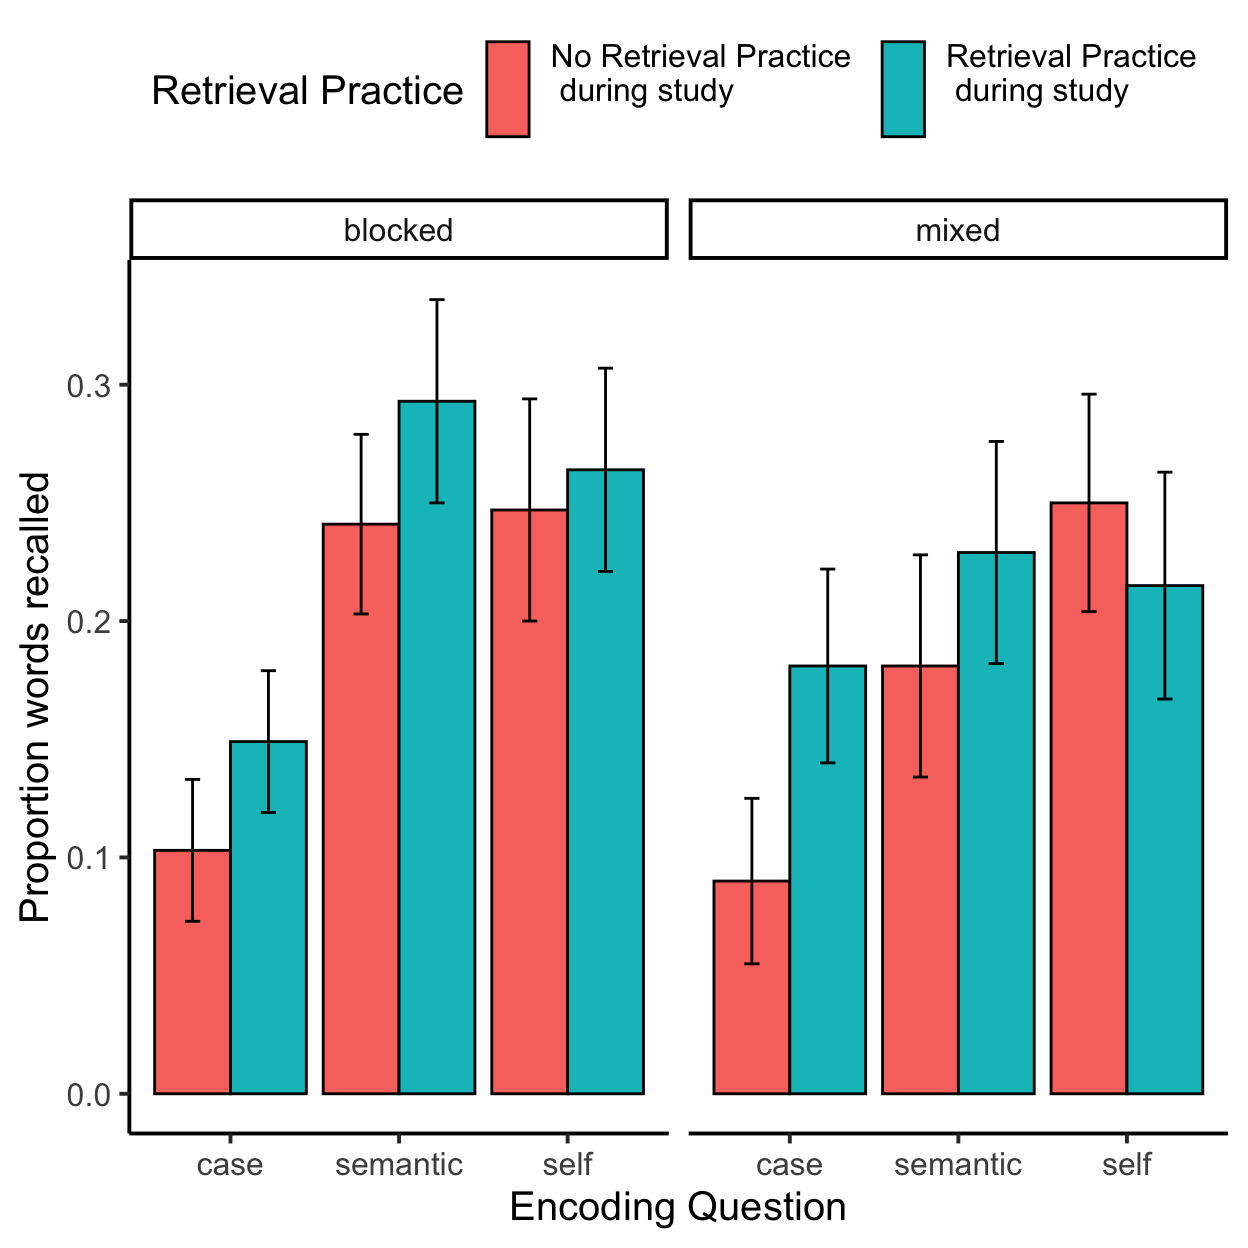 Retrieval Practice
No Retrieval Practice
during study
Retrieval Practice
during study
blocked
mixed
Proportion words recalled
0.3
0.2
0.1
0.0
case semantic self
case semantic self
Encoding Question